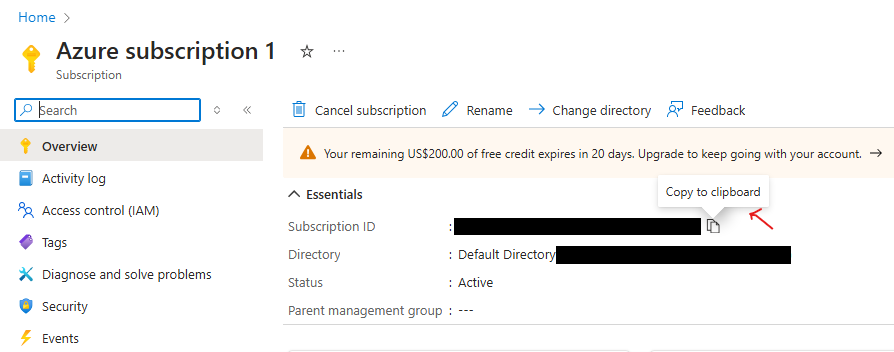 Home
Azure subscription 1
Subscription
Search
Cancel subscription
Rename
Change directory
Feedback
Overview
Your remaining US$200.00 of free credit expires in 20 days. Upgrade to keep going with your account.
Activity log
Essentials
Copy to clipboard
Access control (IAM)
Subscription ID :
Tags
Directory : Default Directory
Diagnose and solve problems
Status : Active
Security
Parent management group : ---
Events